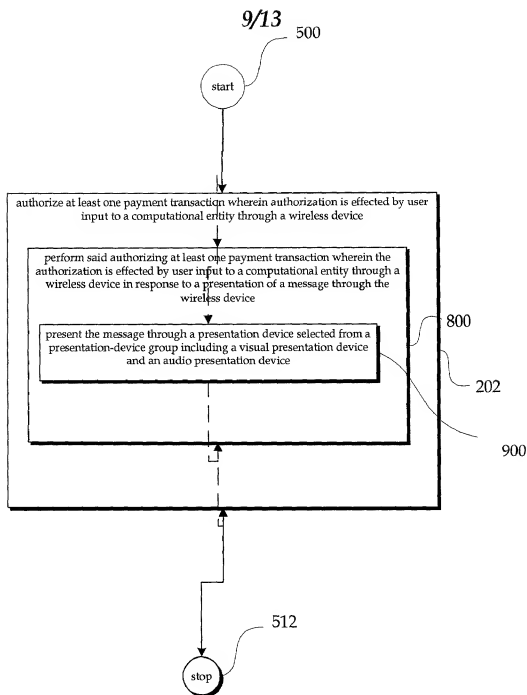 9/13
500
start
authorize at least one payment transaction wherein authorization is effected by user
input to a computational entity through a wireless device
perform said authorizing at least one payment transaction wherein the
authorization is effected by user input to a computational entity through a
wireless device in response to a presentation of a message through the
wireless device
800
present the message through a presentation device selected from a
presentation-device group including a visual presentation device
and an audio presentation device
202
900
512
stop